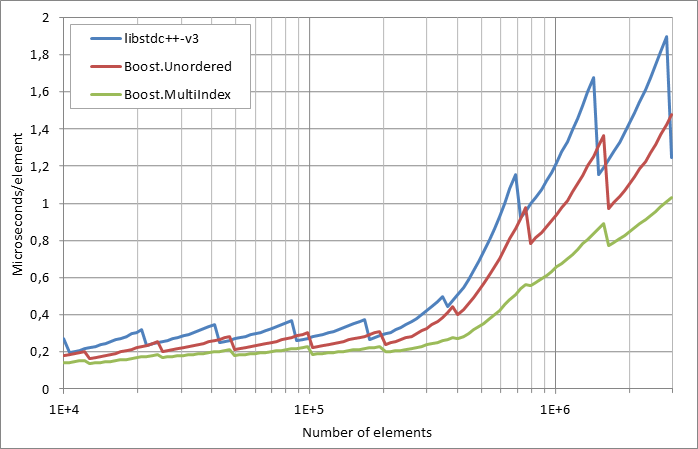 2
1,8
1,6
1,4
1,2
1
0,8
0,6
0,4
0,2
0
Microseconds/element
libstdc++-v3
Boost.Unordered
Boost.MultiIndex
1E+4 1E+5 1E+6
Number of elements